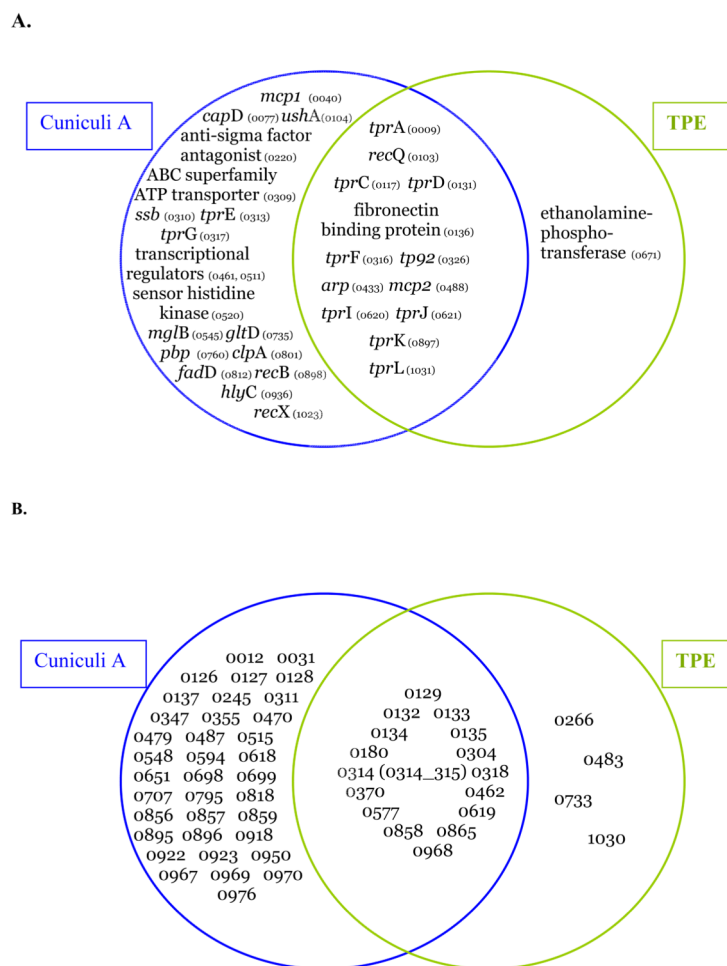 A.
Cuniculi A
TPE
mcp1 (0040)
capD (0077) ushA(0104)
anti-sigma factor
antagonist (0220)
ABC superfamily
ATP transporter (0309)
ssb (0310) tprE (0313)
tprG (0317)
transcriptional
regulators (0461, 0511)
sensor histidine
kinase (0520)
mglB (0545) gltD (0735)
pbp (0760) clpA (0801)
fadD (0812) recB (0898)
hlyC (0936)
recX (1023)
tprA (0009)
recQ (0103)
tprC (0117) tprD (0131)
fibronectin
binding protein (0136)
tprF (0316) tp92 (0326)
arp (0433) mcp2 (0488)
tprI (0620) tprJ (0621)
tprK (0897)
tprL (1031)
ethanolamine-
phospho-
transferase (0671)
B.
Cuniculi A
TPE
0012 0031
0126 0127 0128
0137 0245 0311
0347 0355 0470
0479 0487 0515
0548 0594 0618
0651 0698 0699
0707 0795 0818
0856 0857 0859
0895 0896 0918
0922 0923 0950
0967 0969 0970
0976
0129
0132 0133
0134 0135
0180 0304
0314 (0314_315) 0318
0370 0462
0577 0619
0858 0865
0968
0266
0483
0733
1030